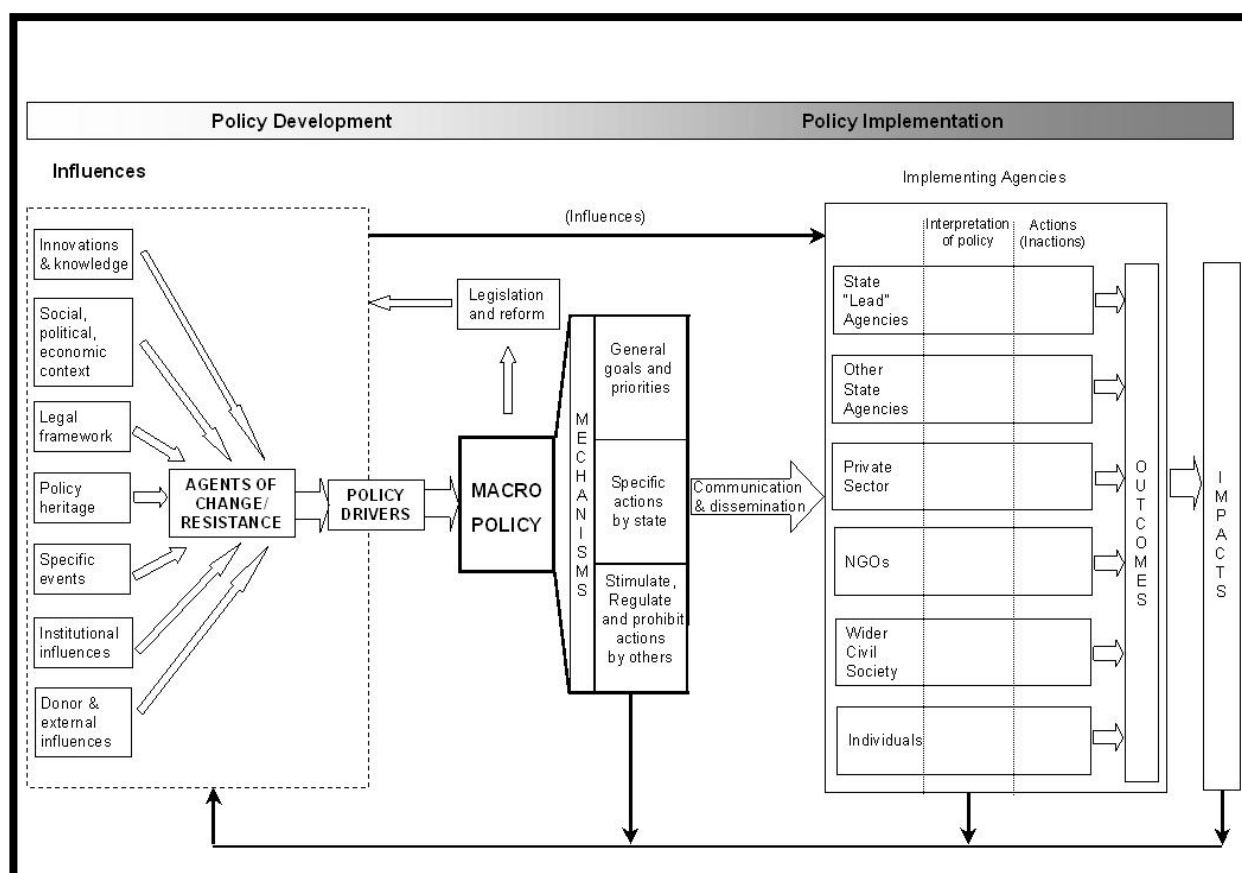 Policy Development
Policy Implementation
Influences
Implementing Agencies
(Influences)
Interpretation
of policy
Actions
(Inactions)
Innovations
& knowledge
Social,
political,
economic
context
Legal
framework
Policy
heritage
Specific
events
Institutional
influences
Donor &
external
influences
AGENTS OF
CHANGE/
RESISTANCE
POLICY
DRIVERS
Legislation
and reform
MACRO
POLICY
MECHANISMS
General
goals and
priorities
Specific
actions
by state
Stimulate,
Regulate
and prohibit
actions
by others
Communication
& dissemination
State
"Lead"
Agencies
Other
State
Agencies
Private
Sector
NGOs
Wider
Civil
Society
Individuals
OUTCOMES
IMPACTS